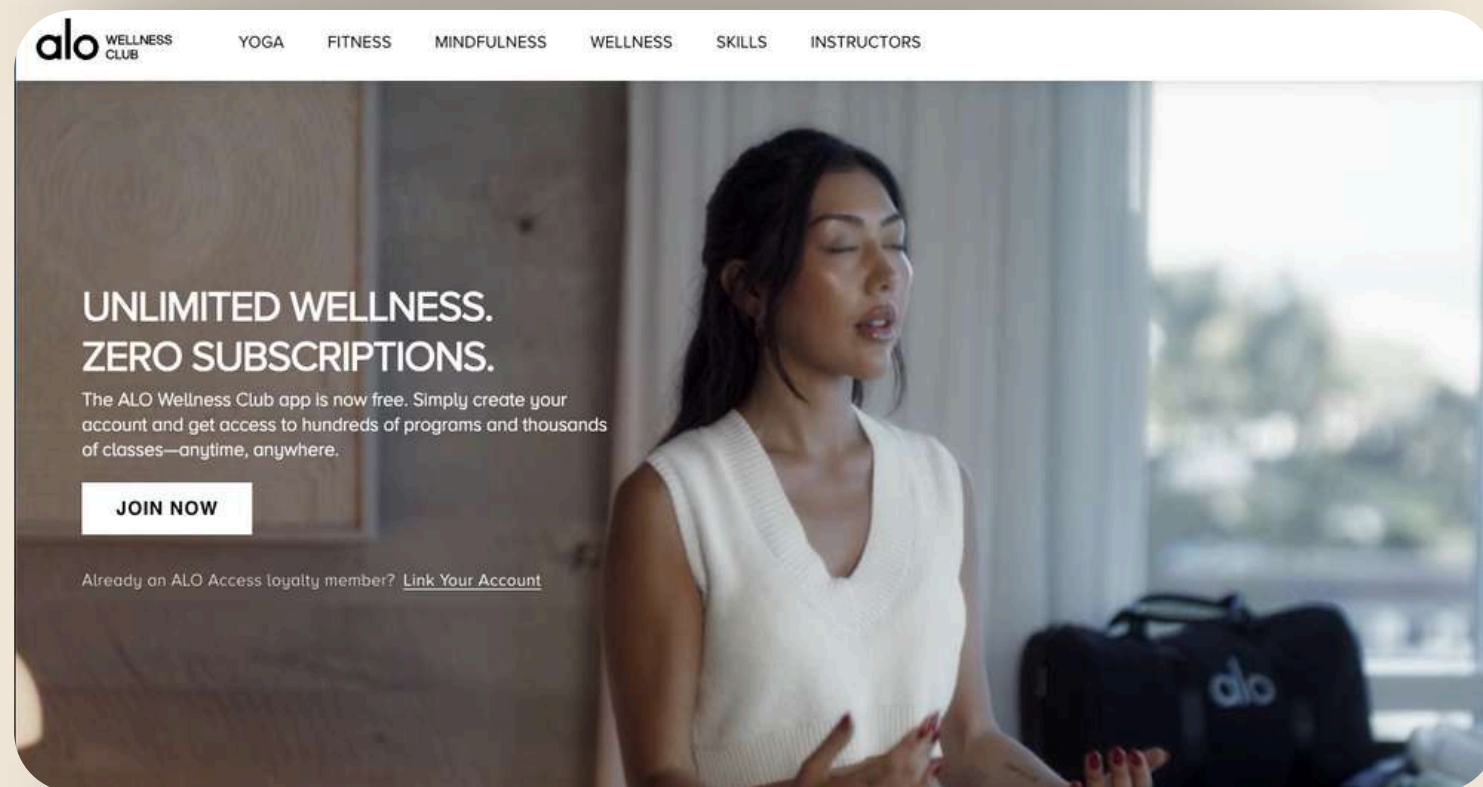 alo WELLNESS
CLUB
YOGA
FITNESS
MINDFULNESS
WELLNESS
SKILLS
INSTRUCTORS
UNLIMITED WELLNESS.
ZERO SUBSCRIPTIONS.
The ALO Wellness Club app is now free. Simply create your
account and get access to hundreds of programs and thousands
of classes—anytime, anywhere.
JOIN NOW
Already an ALO Access loyalty member? Link Your Account
alo